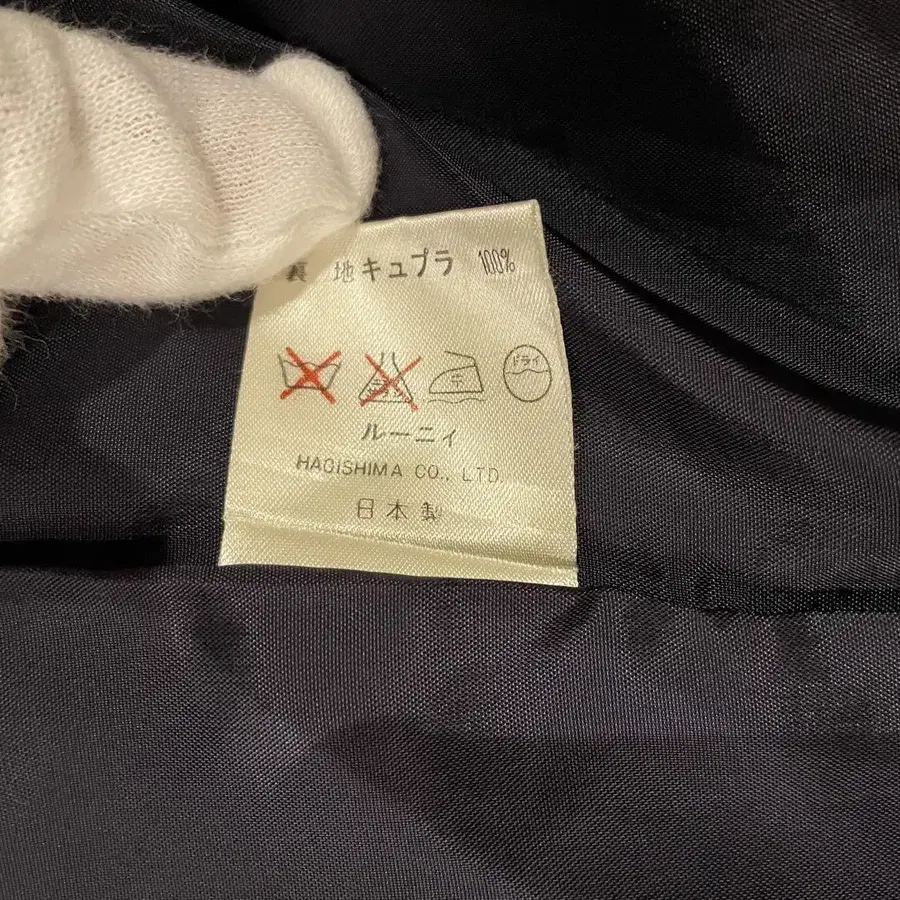 裏 地キュプラ 100%
中 ドライ
ルーニィ
HAGISHIMA CO., LTD.
日本製